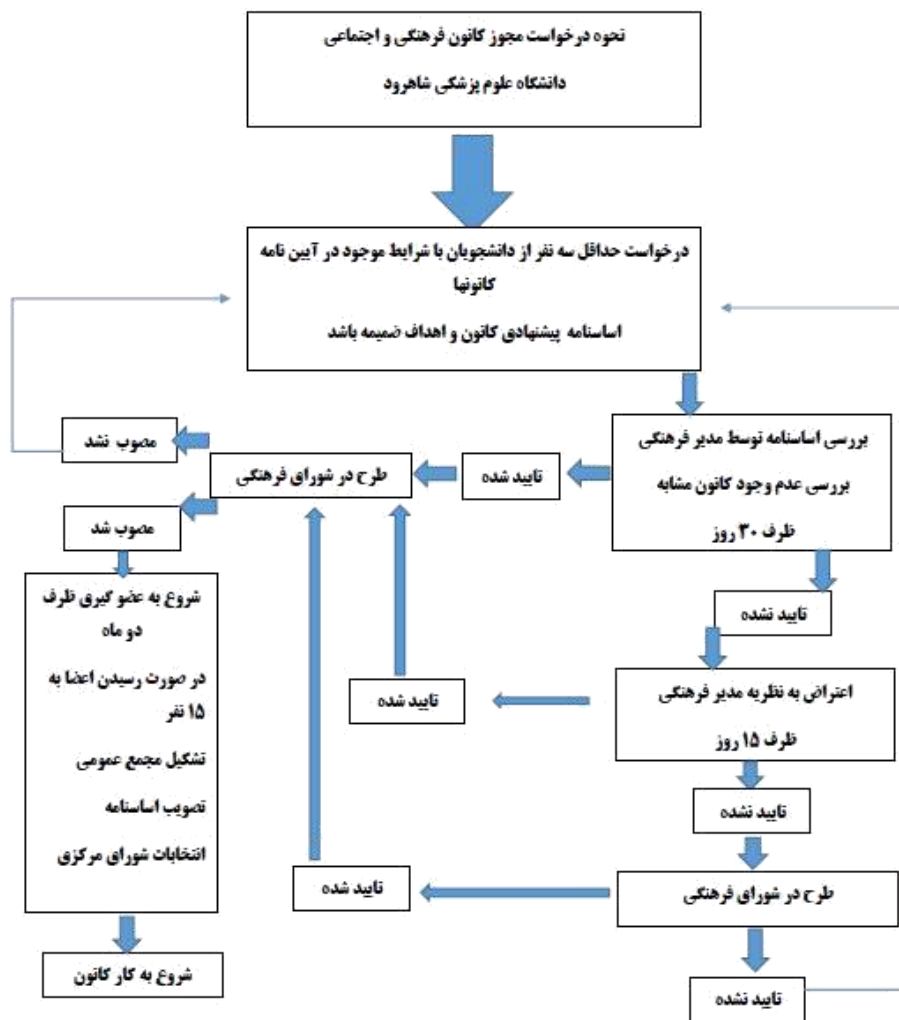 نحوه درخواست مجوز کانون فرهنگی و اجتماعی
دانشگاه علوم پزشکی شاهرود
درخواست حداقل سه نفر از دانشجویان با شرایط موجود در آیین نامه
کانونها
اساسنامه پیشنهادی کانون و اهداف ضمیمه باشد
بررسی اساسنامه توسط مدیر فرهنگی
بررسی عدم وجود کانون مشابه
ظرف ۳۰ روز
تایید شده
طرح در شورای فرهنگی
مصوب نشد
مصوب شد
شروع به عضو گیری ظرف
دو ماه
در صورت رسیدن اعضا به
۱۵ نفر
تشکیل مجمع عمومی
تصویب اساسنامه
انتخابات شورای مرکزی
شروع به کار کانون
تایید نشده
اعتراض به نظریه مدیر فرهنگی
ظرف ۱۵ روز
تایید شده
تایید نشده
طرح در شورای فرهنگی
تایید شده
تایید نشده